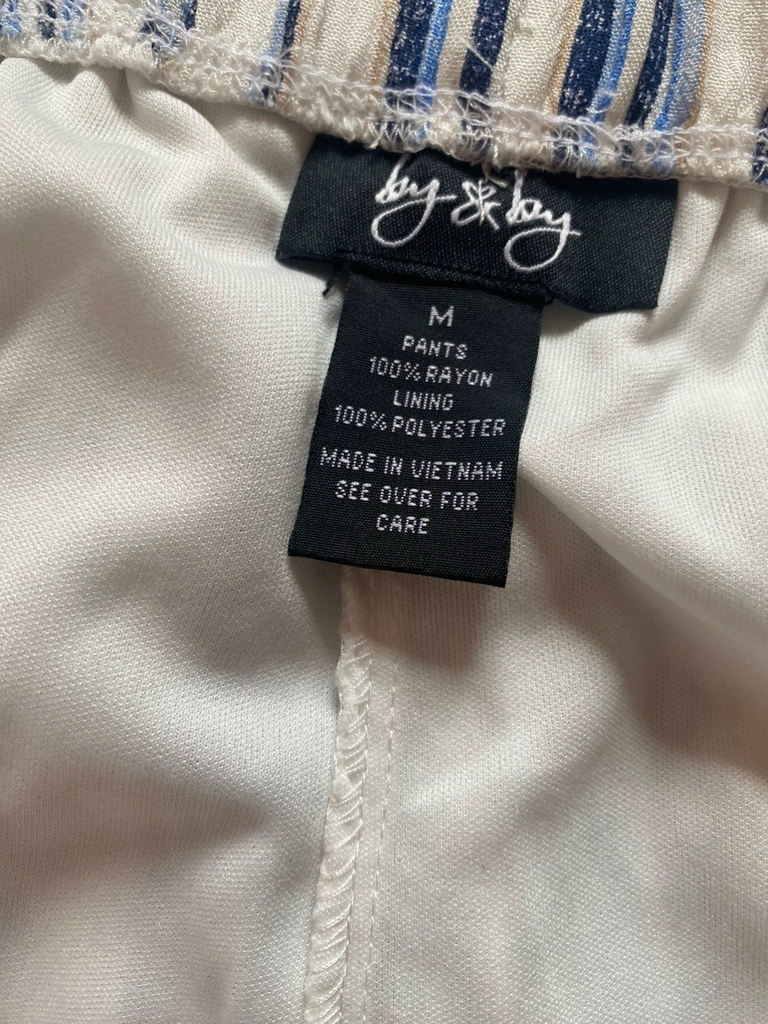 by by
M
PANTS
100% RAYON
LINING
100% POLYESTER
MADE IN VIETNAM
SEE OVER FOR
CARE